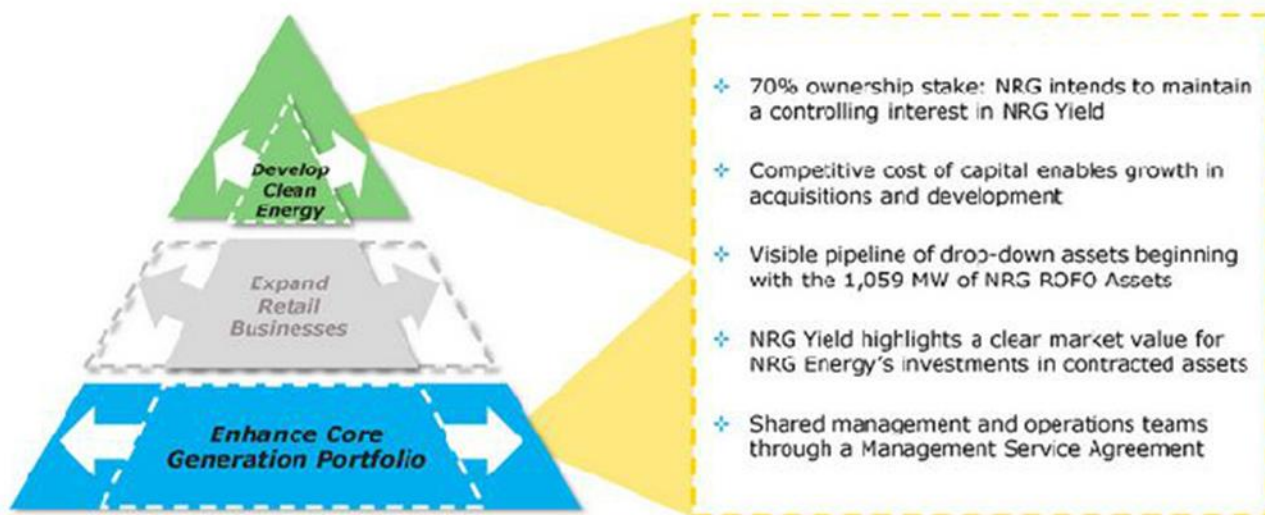 Develop
Clean
Energy
Expand
Retail
Businesses
Enhance Core
Generation Portfolio
70% ownership stake: NRG intends to maintain
a controlling interest in NRG Yield
Competitive cost of capital enables growth in
acquisitions and development
Visible pipeline of drop-down assets beginning
with the 1,059 MW of NRG ROFO Assets
NRG Yield highlights a clear market value for
NRG Energy's investments in contracted assets
Shared management and operations teams
through a Management Service Agreement